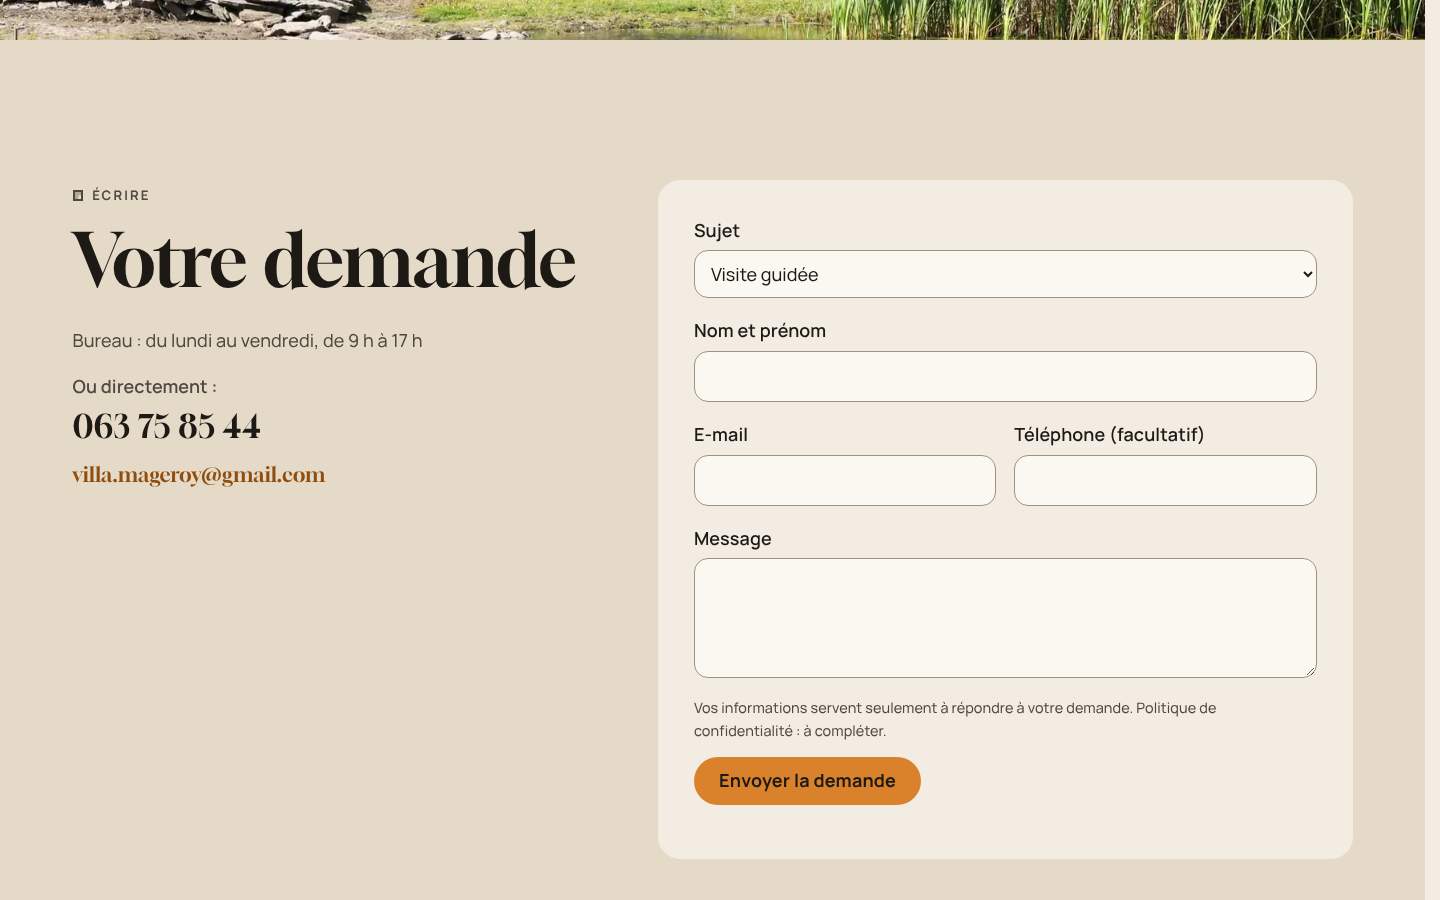 ÉCRIRE
Votre demande
Bureau : du lundi au vendredi, de 9 h à 17 h
Ou directement :
063 75 85 44
villa.mageroy@gmail.com
Sujet
Visite guidée
Nom et prénom
E-mail
Téléphone (facultatif)
Message
Vos informations servent seulement à répondre à votre demande. Politique de
confidentialité : à compléter.
Envoyer la demande